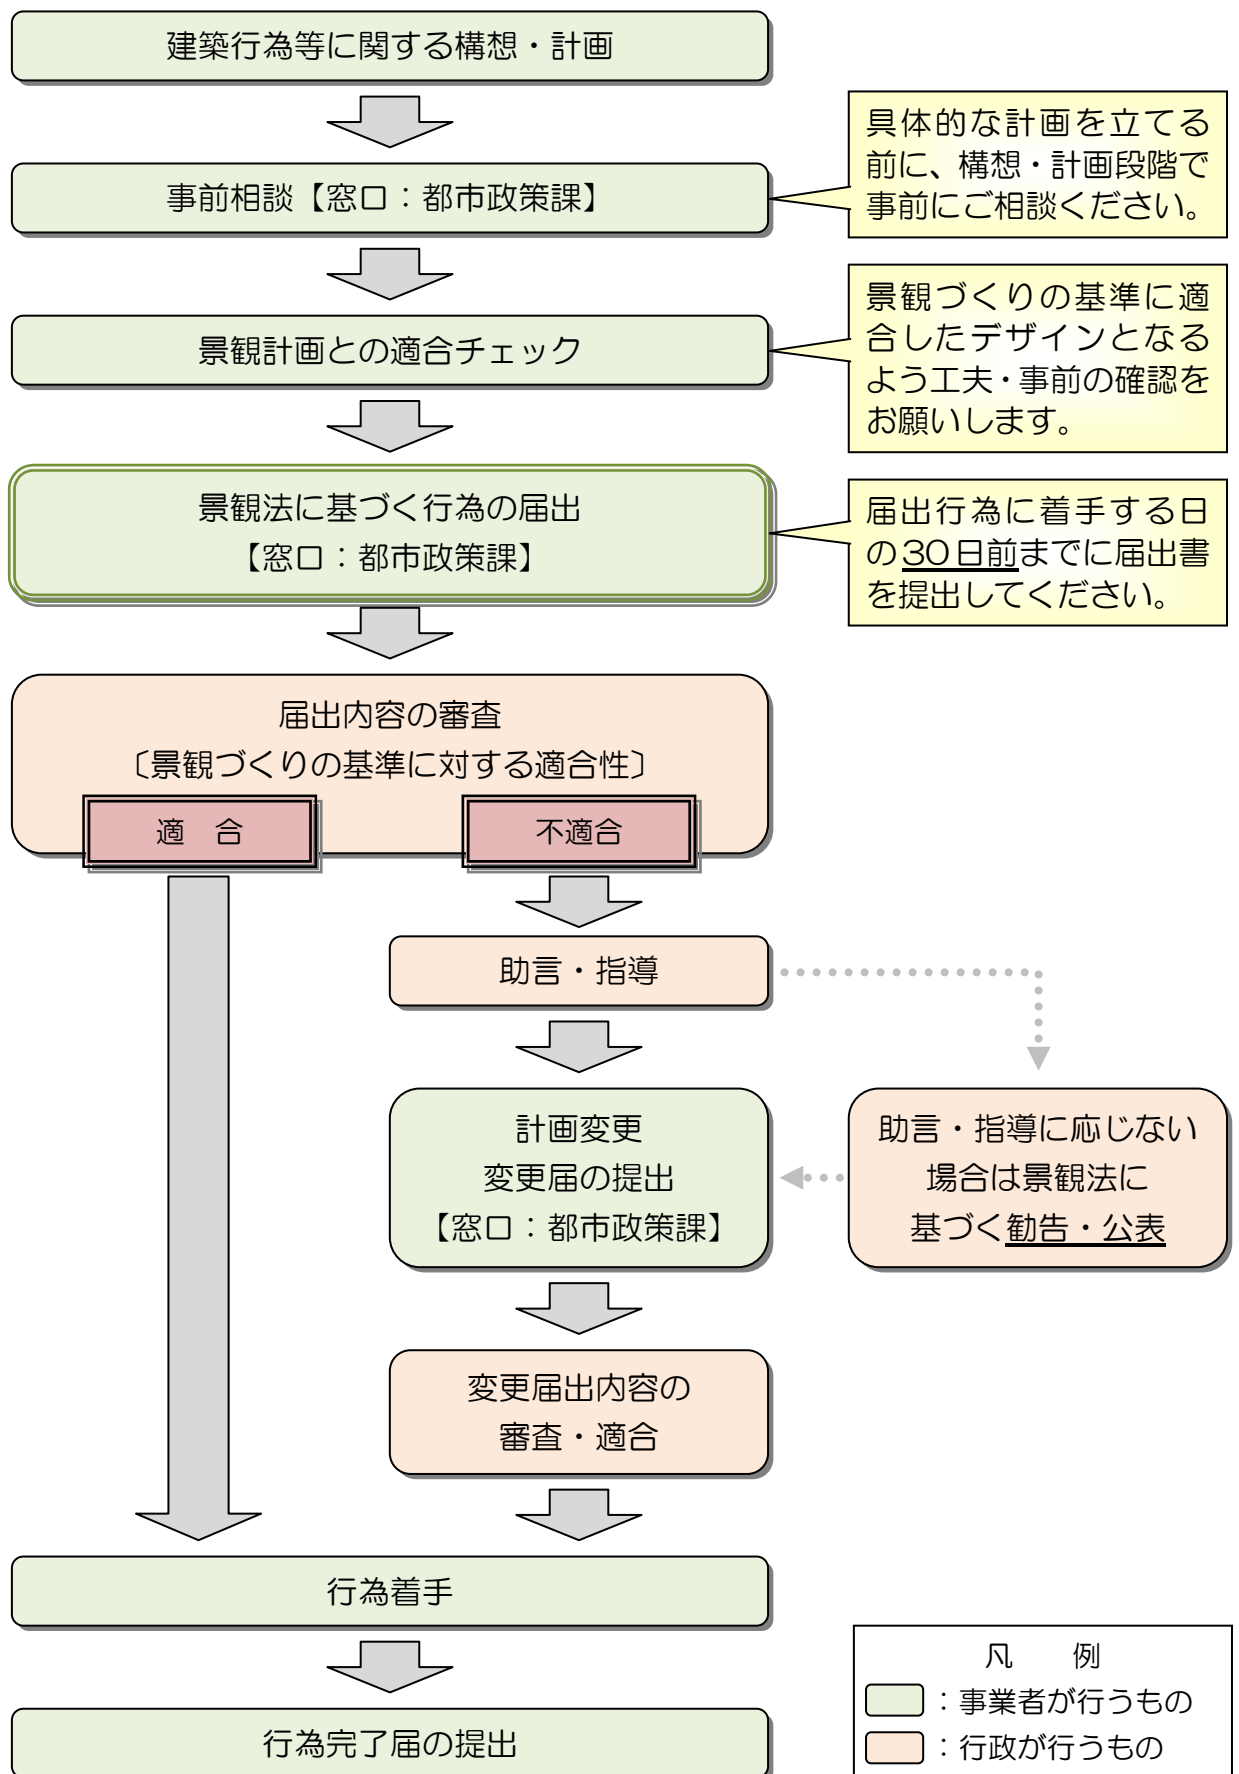 建築行為等に関する構想・計画
具体的な計画を立てる
前に、構想・計画段階で
事前にご相談ください。
事前相談【窓口：都市政策課】
景観づくりの基準に適
合したデザインとなる
よう工夫・事前の確認を
お願いします。
景観計画との適合チェック
景観法に基づく行為の届出
【窓口：都市政策課】
届出行為に着手する日
の30日前までに届出書
を提出してください。
届出内容の審査
〔景観づくりの基準に対する適合性〕
適　合
不適合
助言・指導
計画変更
変更届の提出
【窓口：都市政策課】
助言・指導に応じない
場合は景観法に
基づく勧告・公表
変更届出内容の
審査・適合
行為着手
行為完了届の提出
凡　例
：事業者が行うもの
：行政が行うもの